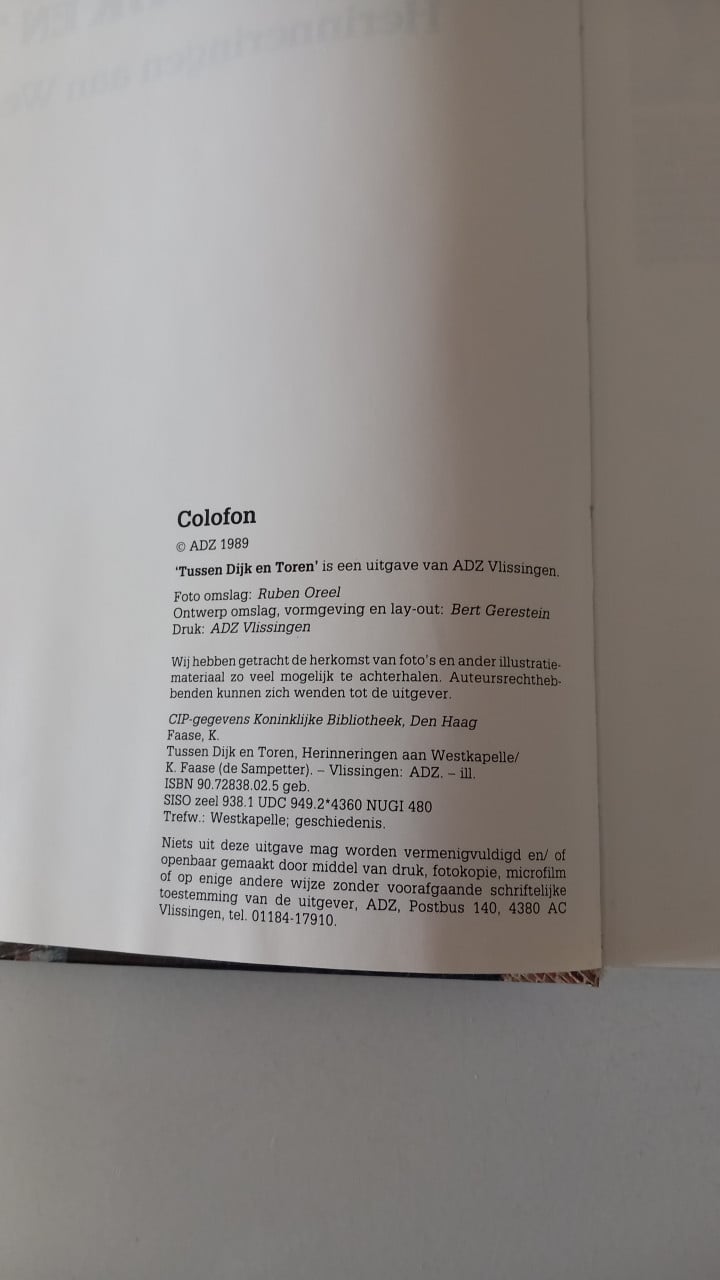 Colofon
© ADZ 1989
‘Tussen Dijk en Toren’ is een uitgave van ADZ Vlissingen.
Foto omslag: Ruben Oreel
Ontwerp omslag, vormgeving en lay-out: Bert Gerestein
Druk: ADZ Vlissingen
Wij hebben getracht de herkomst van foto's en ander illustratie-
materiaal zo veel mogelijk te achterhalen. Auteursrechtheb-
benden kunnen zich wenden tot de uitgever.
CIP-gegevens Koninklijke Bibliotheek, Den Haag
Faase, K.
Tussen Dijk en Toren, Herinneringen aan Westkapelle/
K. Faase (de Sampetter). – Vlissingen: ADZ. – ill.
ISBN 90.72838.02.5 geb.
SISO zeel 938.1 UDC 949.2*4360 NUGI 480
Trefw.: Westkapelle; geschiedenis.
Niets uit deze uitgave mag worden vermenigvuldigd en/ of
openbaar gemaakt door middel van druk, fotokopie, microfilm
of op enige andere wijze zonder voorafgaande schriftelijke
toestemming van de uitgever, ADZ, Postbus 140, 4380 AC
Vlissingen, tel. 01184-17910.